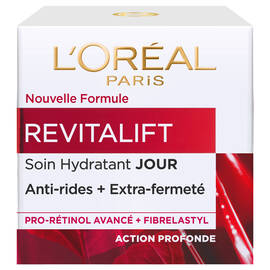 L'ORÉAL
PARIS
Nouvelle Formule
REVITALIFT
Soin Hydratant JOUR
Anti-rides + Extra-fermeté
PRO-RÉTINOL AVANCÉ + FIBRELASTYL
ACTION PROFONDE